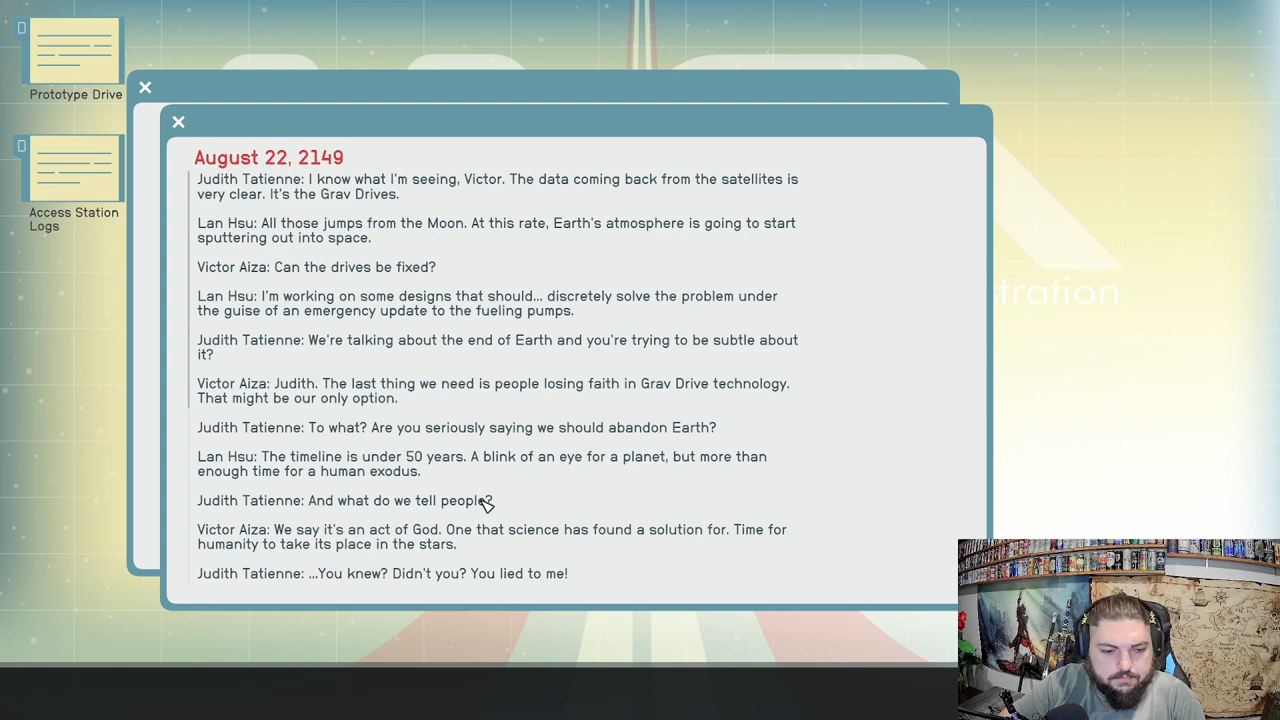 Prototype Drive
Access Station
Logs
August 22, 2149
Judith Tatienne: I know what I'm seeing, Victor. The data coming back from the satellites is
very clear. It's the Grav Drives.
Lan Hsu: All those jumps from the Moon. At this rate, Earth's atmosphere is going to start
sputtering out into space.
Victor Aiza: Can the drives be fixed?
Lan Hsu: I'm working on some designs that should... discretely solve the problem under
the guise of an emergency update to the fueling pumps.
Judith Tatienne: We're talking about the end of Earth and you're trying to be subtle about
it?
Victor Aiza: Judith. The last thing we need is people losing faith in Grav Drive technology.
That might be our only option.
Judith Tatienne: To what? Are you seriously saying we should abandon Earth?
Lan Hsu: The timeline is under 50 years. A blink of an eye for a planet, but more than
enough time for a human exodus.
Judith Tatienne: And what do we tell people?
Victor Aiza: We say it's an act of God. One that science has found a solution for. Time for
humanity to take its place in the stars.
Judith Tatienne: ...You knew? Didn't you? You lied to me!
stration